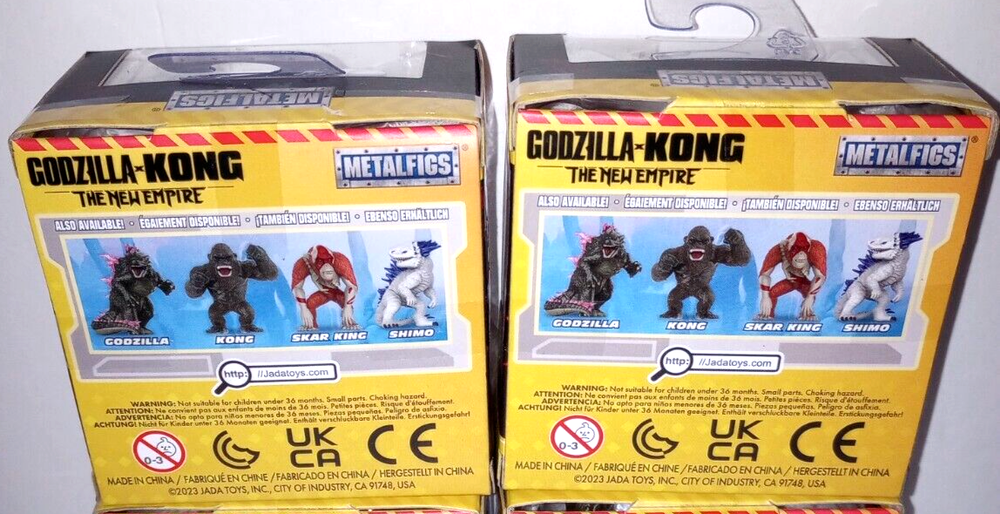 METALFIGS
GODZILLA x KONG
THE NEW EMPIRE
METALFIGS®
ALSO AVAILABLE! • ÉGALEMENT DISPONIBLE! • ¡TAMBIÉN DISPONIBLE! • EBENSO ERHÄLTLICH
GODZILLA KONG SKAR KING SHIMO
http: //Jadatoys.com
WARNING: Not suitable for children under 36 months. Small parts. Choking hazard.
ATTENTION: Ne convient pas aux enfants de moins de 36 mois. Petites pièces. Risque d'étouffement.
ADVERTENCIA: No apto para niños menores de 36 meses. Piezas pequeñas. Peligro de asfixia.
ACHTUNG! Nicht für Kinder unter 36 Monaten geeignet. Enthält verschluckbare Kleinteile. Erstickungsgefahr!
0-3 UK CA CE
MADE IN CHINA / FABRIQUÉ EN CHINE / FABRICADO EN CHINA / HERGESTELLT IN CHINA
©2023 JADA TOYS, INC., CITY OF INDUSTRY, CA 91748, USA
METALFIGS
GODZILLA x KONG
THE NEW EMPIRE
METALFIGS®
ALSO AVAILABLE! • ÉGALEMENT DISPONIBLE! • ¡TAMBIÉN DISPONIBLE! • EBENSO ERHÄLTLICH
GODZILLA KONG SKAR KING SHIMO
http: //Jadatoys.com
WARNING: Not suitable for children under 36 months. Small parts. Choking hazard.
ATTENTION: Ne convient pas aux enfants de moins de 36 mois. Petites pièces. Risque d'étouffement.
ADVERTENCIA: No apto para niños menores de 36 meses. Piezas pequeñas. Peligro de asfixia.
ACHTUNG! Nicht für Kinder unter 36 Monaten geeignet. Enthält verschluckbare Kleinteile. Erstickungsgefahr!
0-3 UK CA CE
MADE IN CHINA / FABRIQUÉ EN CHINE / FABRICADO EN CHINA / HERGESTELLT IN CHINA
©2023 JADA TOYS, INC., CITY OF INDUSTRY, CA 91748, USA